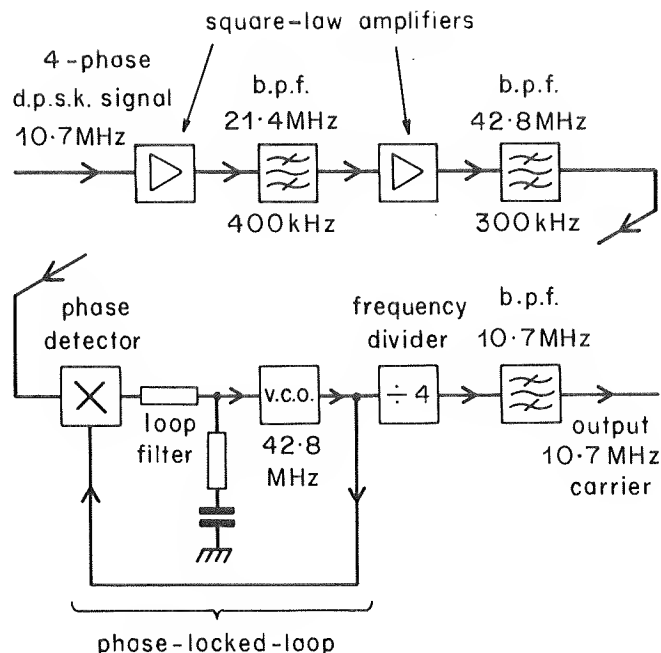 square-law amplifiers
4-phase
d.p.s.k. signal
10·7MHz
b.p.f.
21·4MHz
400kHz
b.p.f.
42·8MHz
300kHz
phase
detector
loop
filter
v.c.o.
42·8
MHz
frequency
divider
÷4
b.p.f.
10·7MHz
output
10·7 MHz
carrier
phase-locked-loop